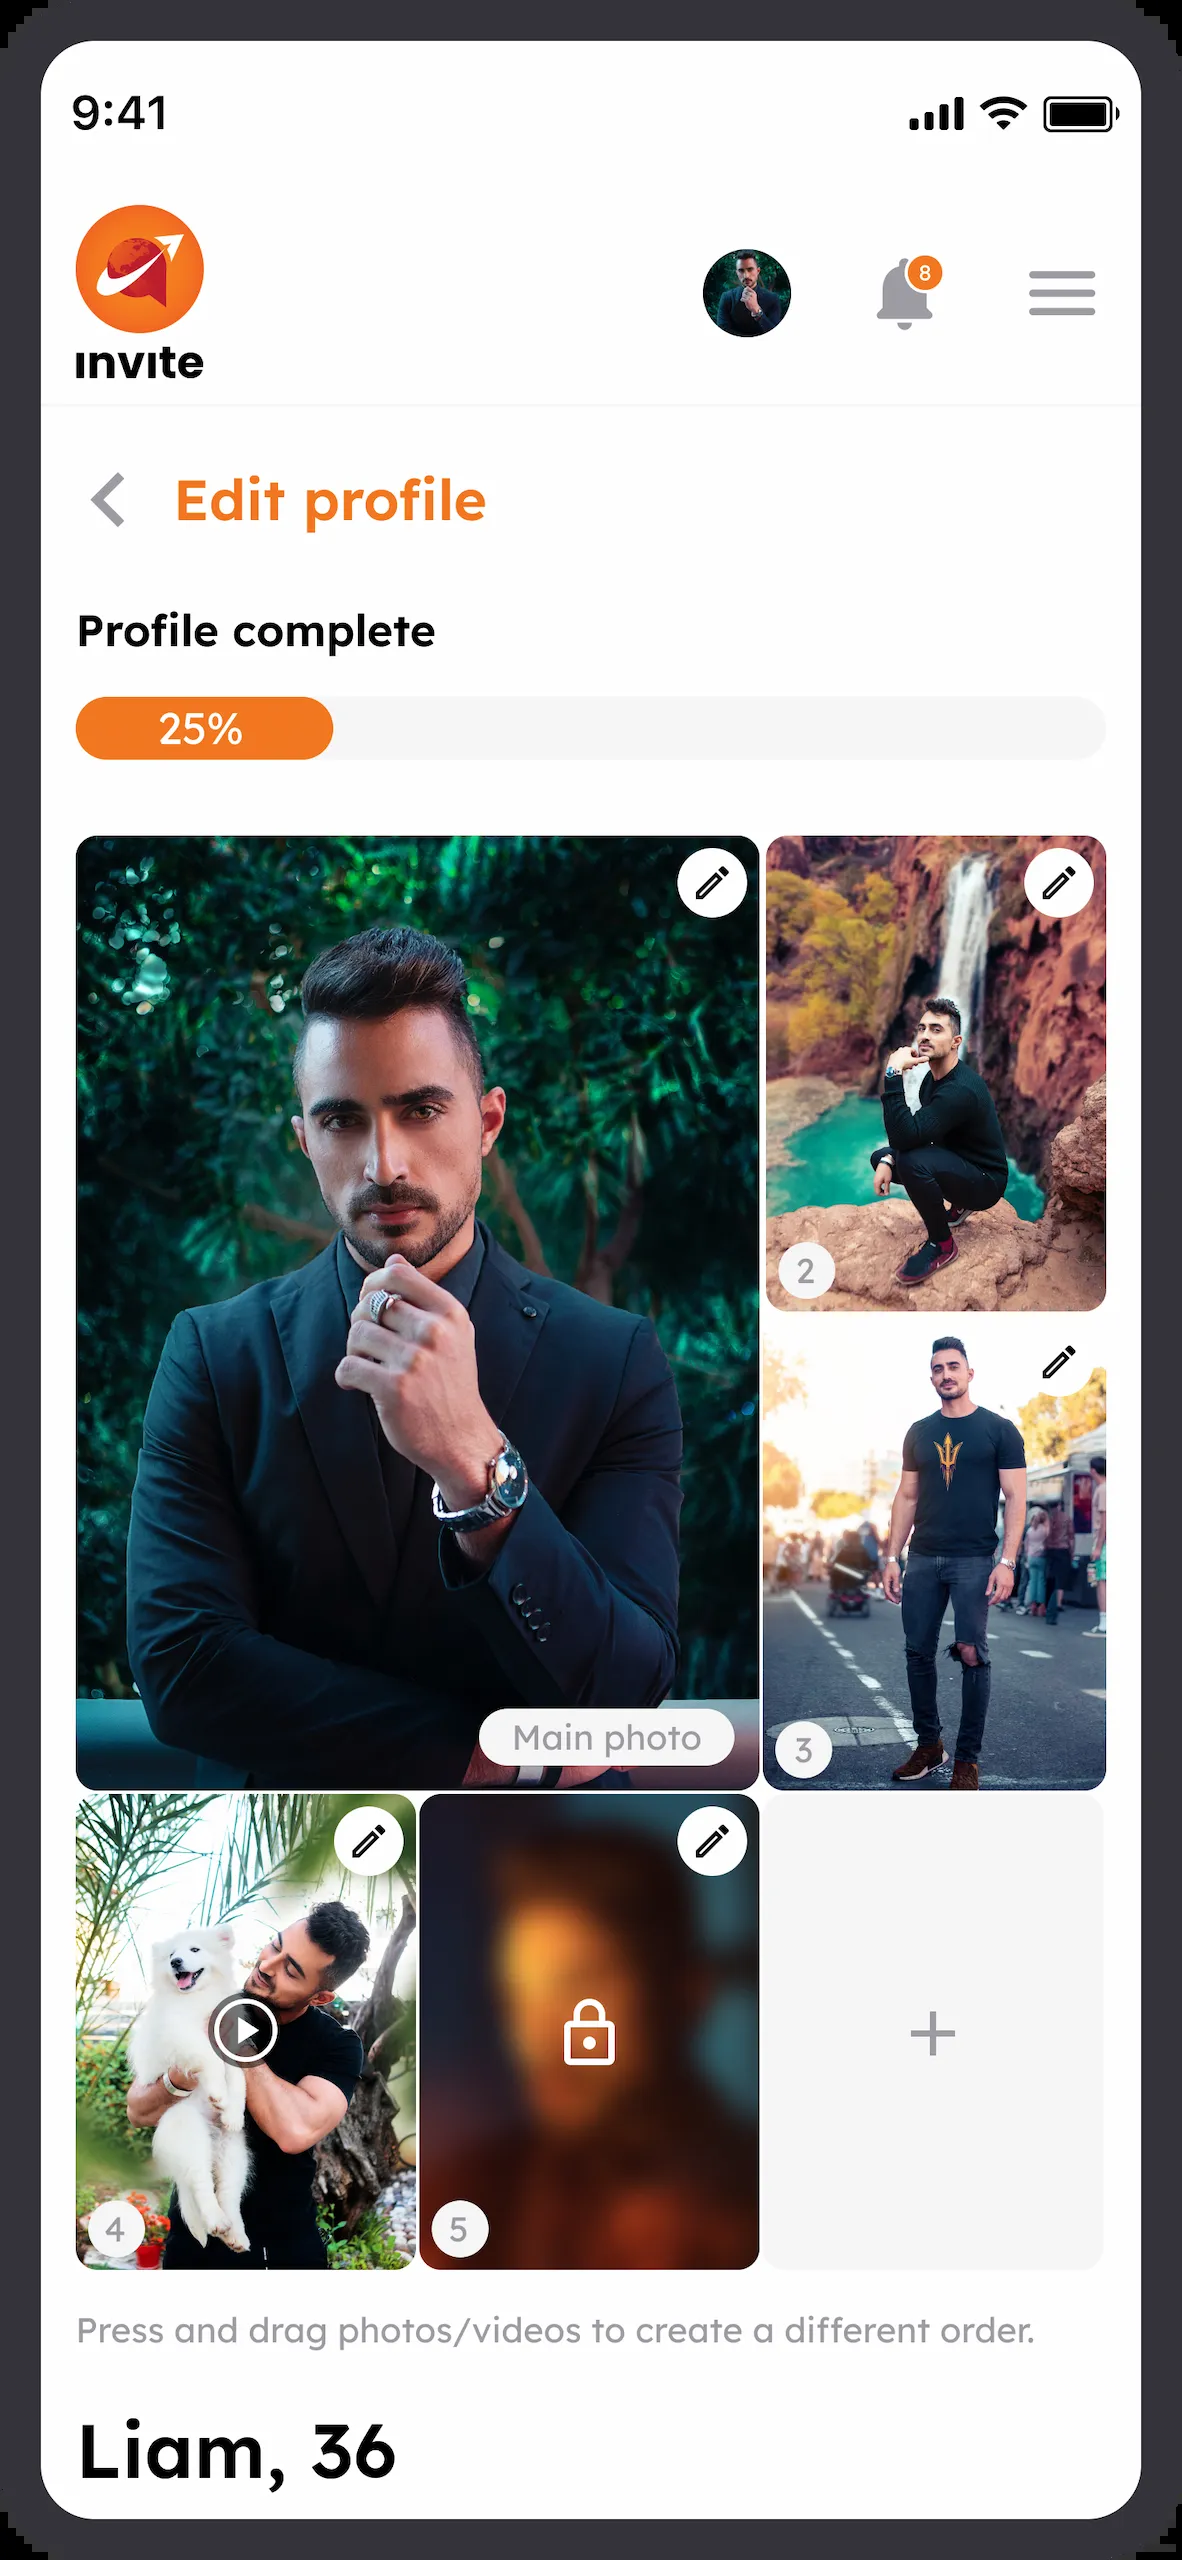 9:41
ınvıte
8
Edit profile
Profile complete
25%
2
Main photo
3
4
5
Press and drag photos/videos to create a different order.
Liam, 36